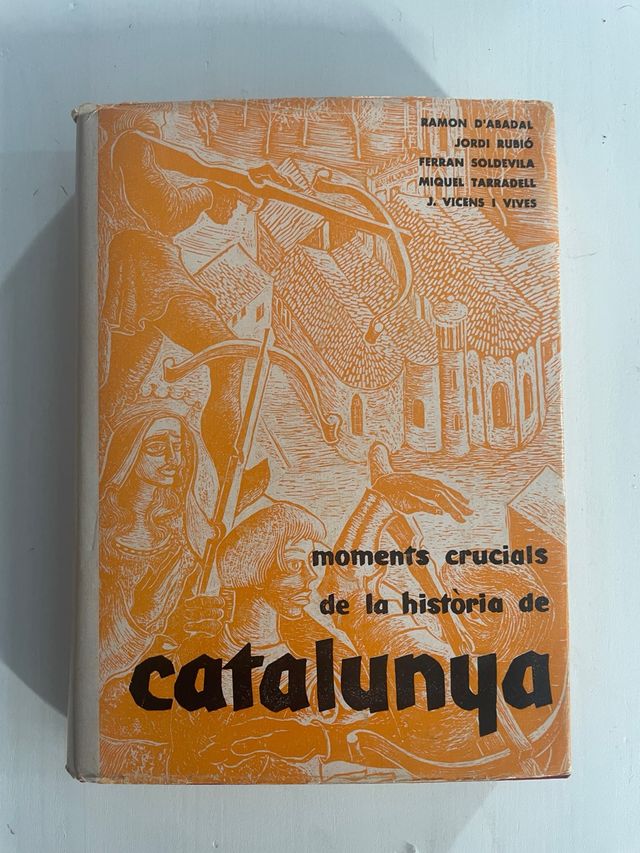 RAMON D'ABADAL
JORDI RUBIÓ
FERRAN SOLDEVILA
MIQUEL TARRADELL
J. VICENS I VIVES
moments crucials
de la història de
catalunya